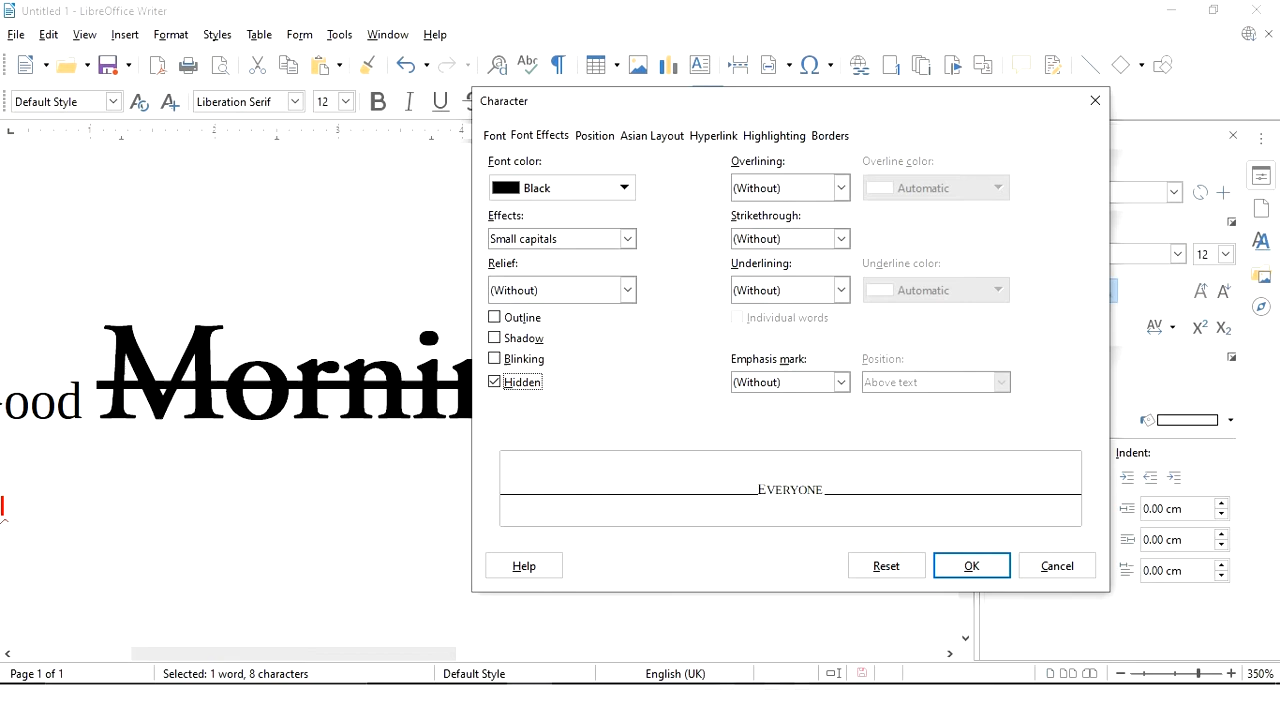 Untitled 1 - LibreOffice Writer
File Edit View Insert Format Styles Table Form Tools Window Help
Default Style Liberation Serif 12 B I U S
Character
Font Font Effects Position Asian Layout Hyperlink Highlighting Borders
Font color: Overlining: Overline color:
Black (Without) Automatic
Effects: Strikethrough:
Small capitals (Without) 12
Relief: Underlining: Underline color:
(Without) (Without) Automatic
Outline Individual words
Shadow
Blinking Emphasis mark: Position:
Hidden (Without) Above text
ood Mornin
Indent:
EVERYONE
0.00 cm
0.00 cm
0.00 cm
Help Reset OK Cancel
Page 1 of 1 Selected: 1 word, 8 characters Default Style English (UK) 350%